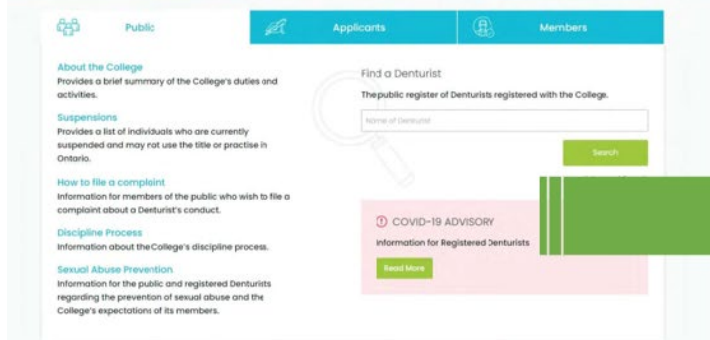 Public
Applicants
Members
About the College
Provides a brief summary of the College's duties and
activities.
Suspensions
Provides a list of individuals who are currently
suspended and may not use the title or practise in
Ontario.
How to file a complaint
Information for members of the public who wish to file a
complaint about a Denturist's conduct.
Discipline Process
Information about the College's discipline process.
Sexual Abuse Prevention
Information for the public and registered Denturists
regarding the prevention of sexual abuse and the
College's expectations of its members.
Find a Denturist
The public register of Denturists registered with the College.
Name of Denturist
Search
COVID-19 ADVISORY
Information for Registered Denturists
Read More